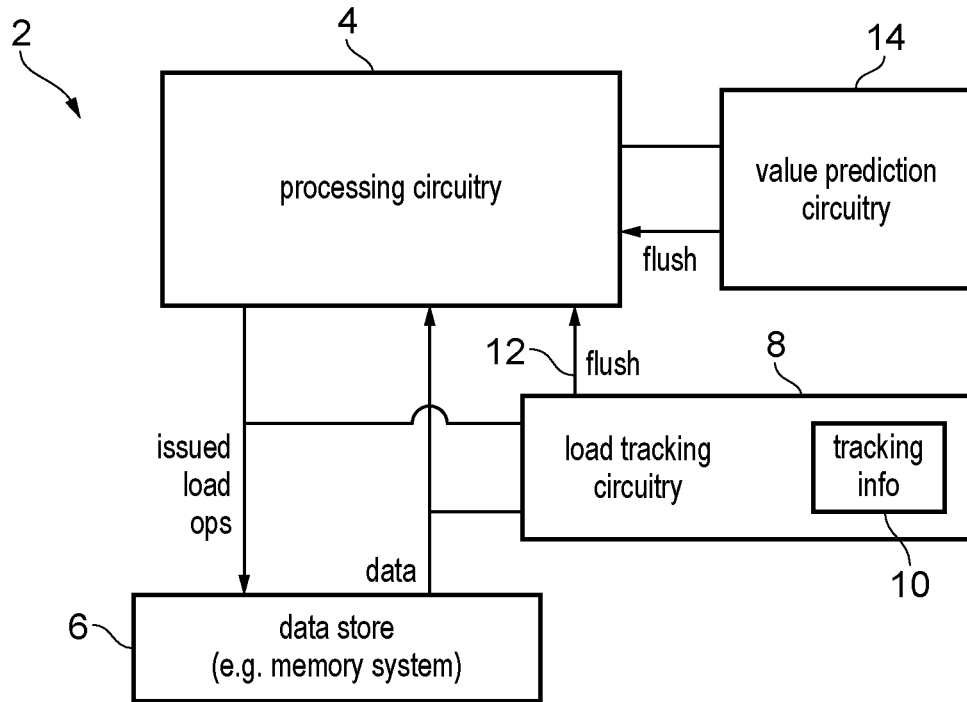 2
4
14
processing circuitry
value prediction
circuitry
flush
12
flush
8
issued
load
ops
load tracking
circuitry
tracking
info
10
data
6
data store
(e.g. memory system)